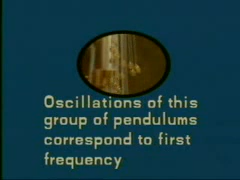 Oscillations of this
group of pendulums
correspond to first
frequency